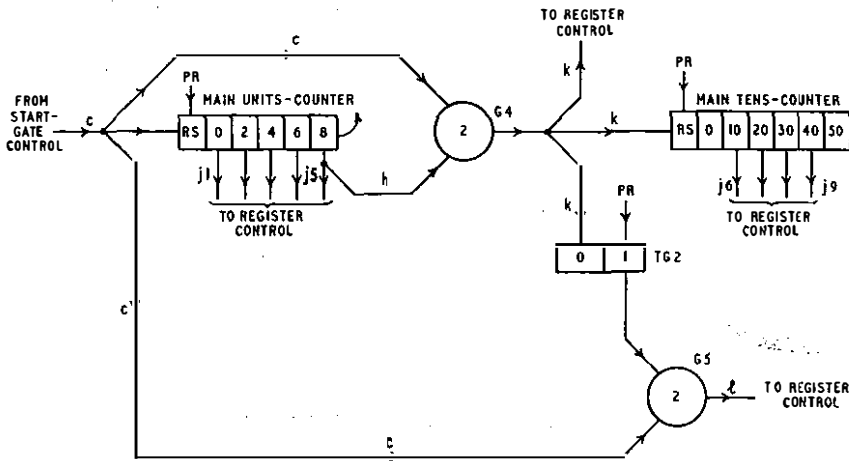 TO REGISTER
CONTROL
c
k
PR
PR
MAIN UNITS-COUNTER
G4
MAIN TENS-COUNTER
FROM
START-
GATE
CONTROL
c
RS 0 2 4 6 8
2
k
RS 0 10 20 30 40 50
j1
j5
h
j6
j9
TO REGISTER
CONTROL
k
PR
TO REGISTER
CONTROL
0 1
TG2
c
G5
2
ℓ
TO REGISTER
CONTROL